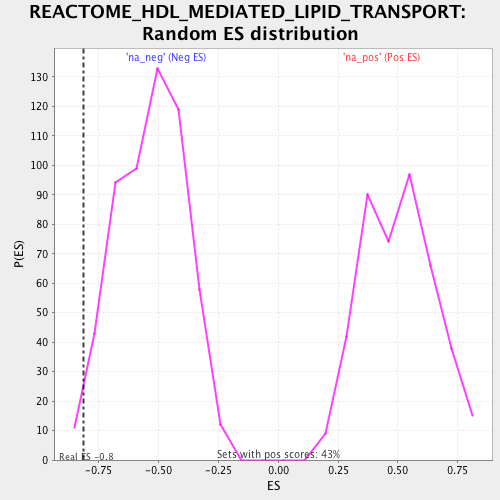 REACTOME_HDL_MEDIATED_LIPID_TRANSPORT:
Random ES distribution
'na_neg' (Neg ES)
'na_pos' (Pos ES)
130
120
110
100
90
80
70
60
50
40
30
20
10
0
P(ES)
Real ES -0.8
Sets with pos scores: 43%
-0.75
-0.50
-0.25
0.00
0.25
0.50
0.75
ES